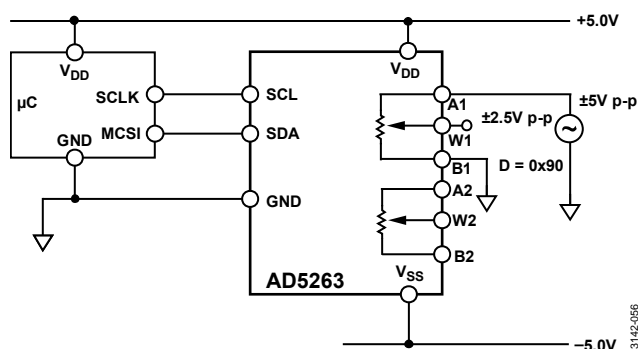 +5.0V
VDD
µC
SCLK
MCSI
GND
VDD
SCL
SDA
GND
AD5263
VSS
A1
W1
B1
A2
W2
B2
±5V p-p
±2.5V p-p
D = 0x90
–5.0V
3142-056